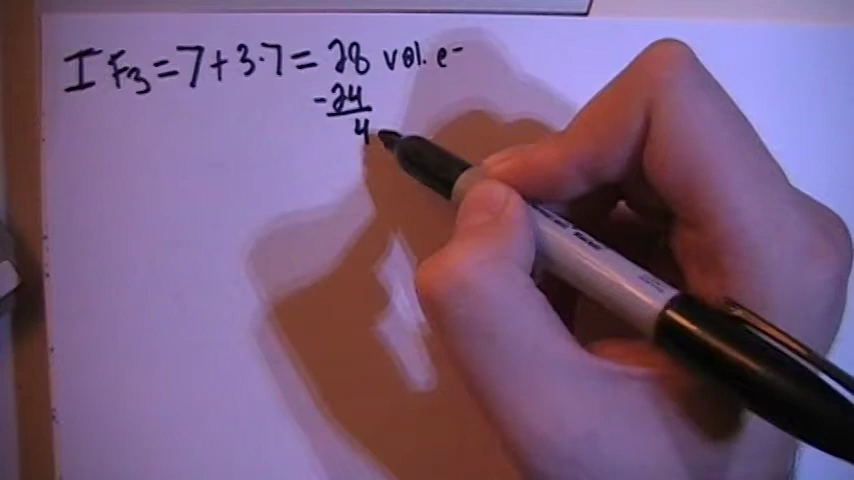 IF₃ = 7 + 3·7 = 28 vol. e⁻
-24
4